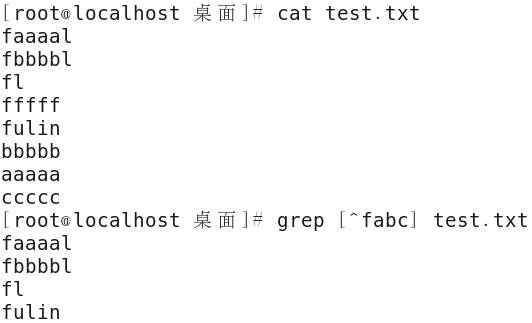 [root@localhost 桌面]# cat test.txt
faaaal
fbbbbl
fl
fffff
fulin
bbbbb
aaaaa
ccccc
[root@localhost 桌面]# grep [^fabc] test.txt
faaaal
fbbbbl
fl
fulin